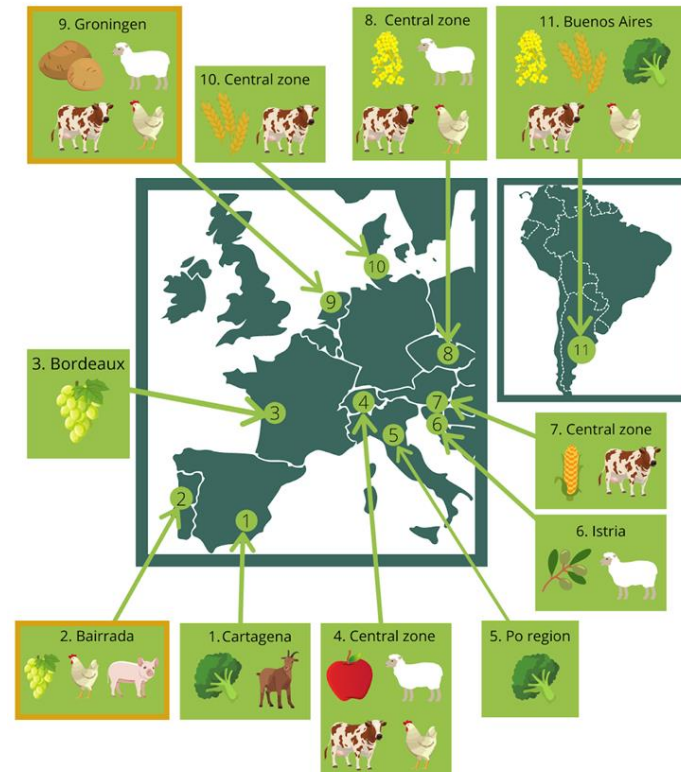 9. Groningen
8. Central zone
11. Buenos Aires
10. Central zone
10
9
8
11
3. Bordeaux
4
7
3
6
5
7. Central zone
2
1
6. Istria
2. Bairrada
1.Cartagena
4. Central zone
5. Po region